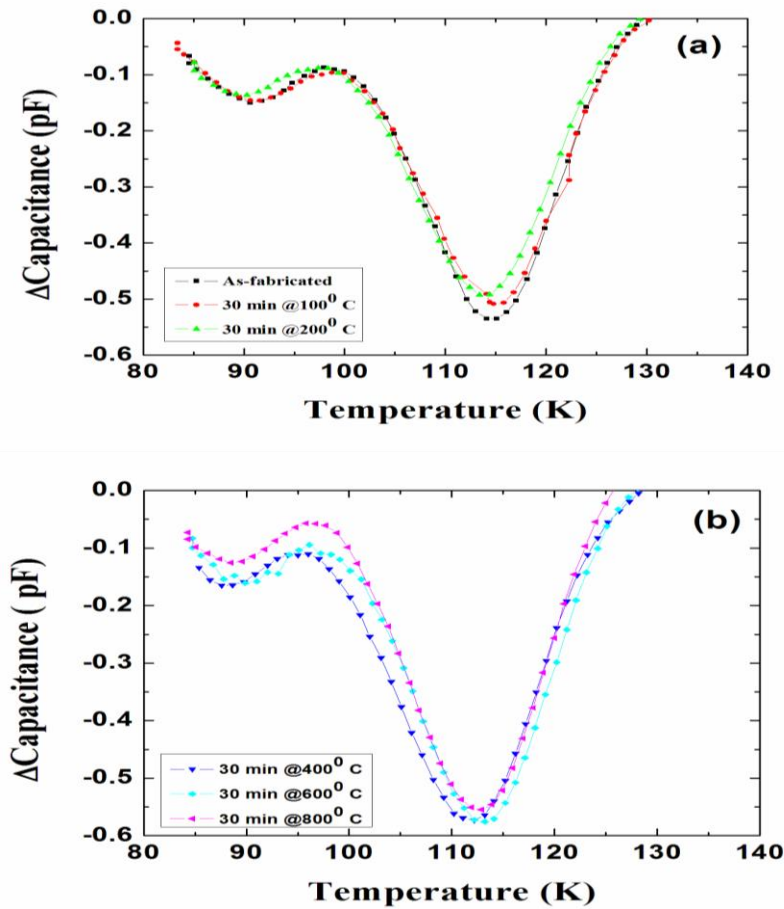 0.0
(a)
-0.1
-0.2
-0.3
-0.4
-0.5
-0.6
ΔCapacitance (pF)
As-fabricated
30 min @100⁰ C
30 min @200⁰ C
80 90 100 110 120 130 140
Temperature (K)
0.0
(b)
-0.1
-0.2
-0.3
-0.4
-0.5
-0.6
ΔCapacitance ( pF)
30 min @400⁰ C
30 min @600⁰ C
30 min @800⁰ C
80 90 100 110 120 130 140
Temperature (K)